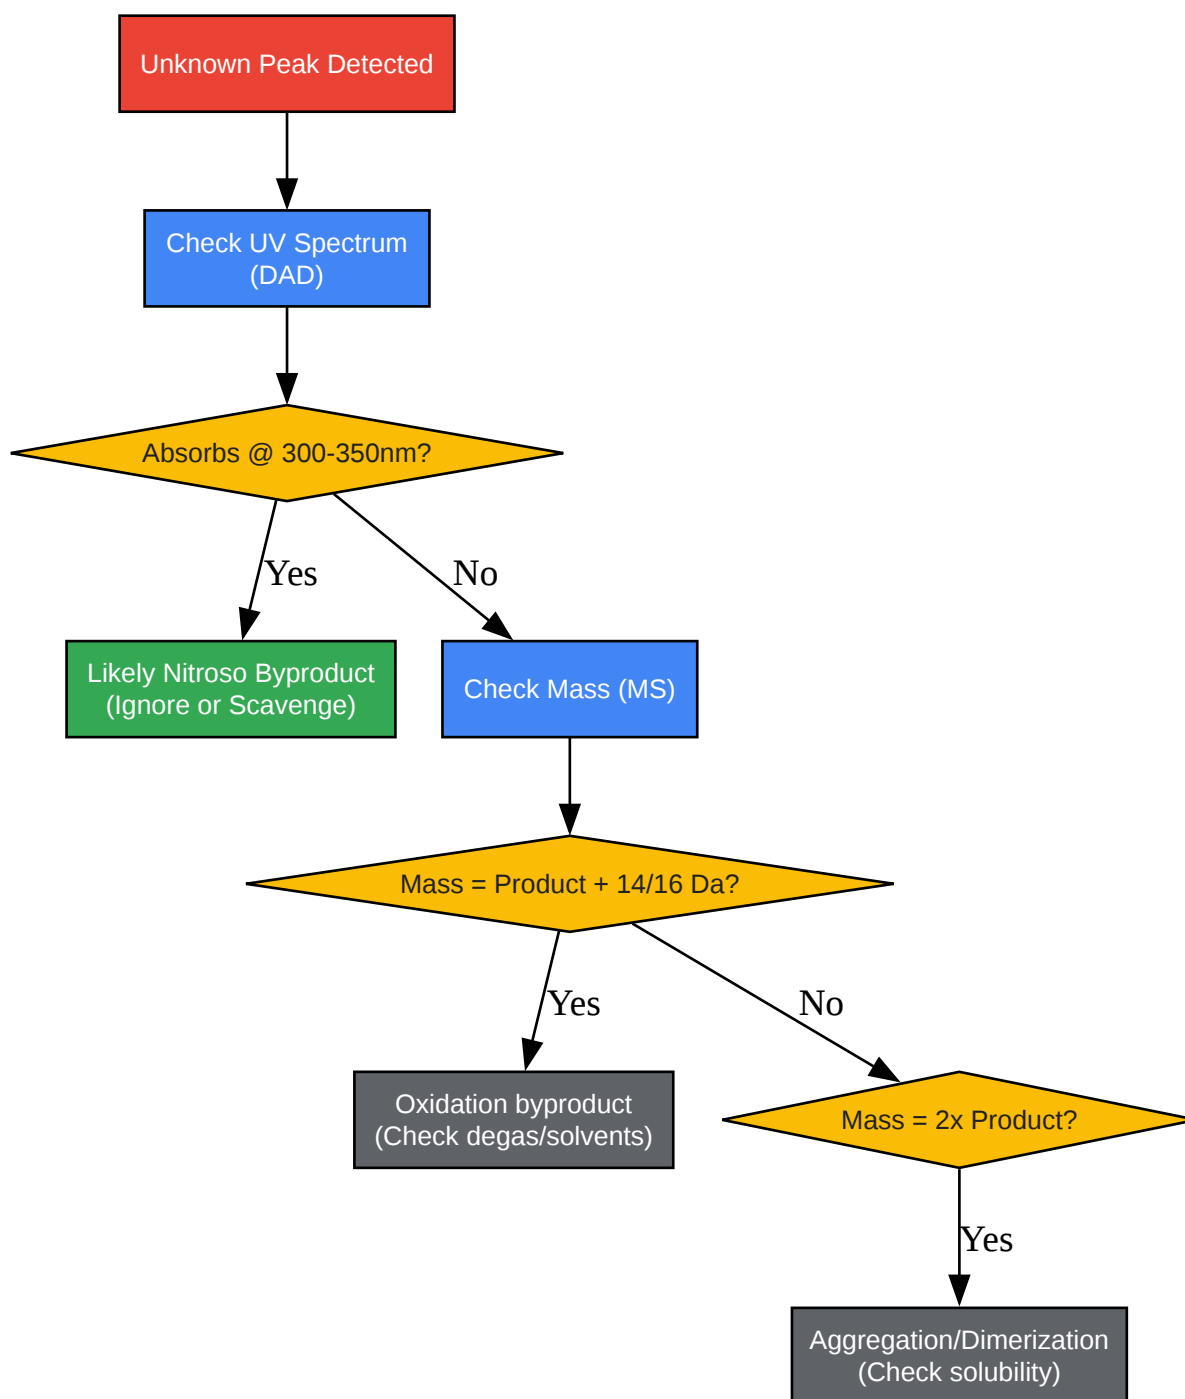 Unknown Peak Detected
Check UV Spectrum
(DAD)
Absorbs @ 300-350nm?
Yes
No
Likely Nitroso Byproduct
(Ignore or Scavenge)
Check Mass (MS)
Mass = Product + 14/16 Da?
Yes
No
Oxidation byproduct
(Check degas/solvents)
Mass = 2x Product?
Yes
Aggregation/Dimerization
(Check solubility)